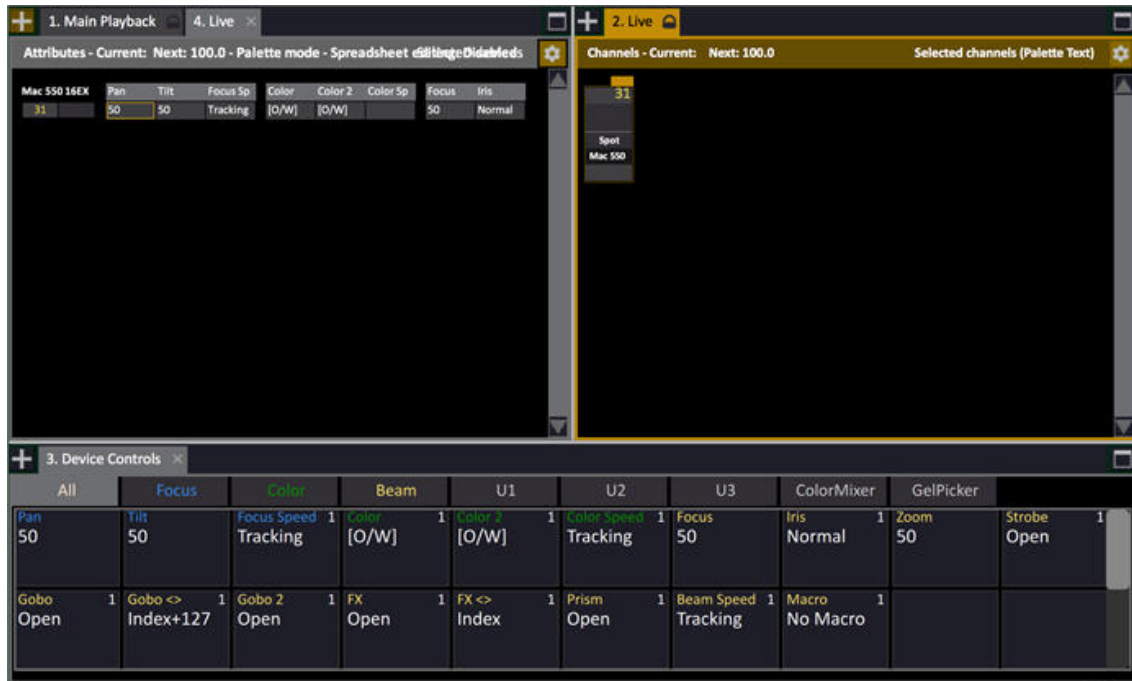 1. Main Playback
4. Live
Attributes - Current: Next: 100.0 - Palette mode - Spreadsheet
Mac 550 16EX Pan Tilt Focus Sp Color Color 2 Color Sp Focus Iris
31 50 50 Tracking [O/W] [O/W] 50 Normal
2. Live
Channels - Current: Next: 100.0 Selected channels (Palette Text)
31
Spot
Mac 550
3. Device Controls
All Focus Color Beam U1 U2 U3 ColorMixer GelPicker
Pan Tilt Focus Speed 1 Color 1 Color 2 1 Color Speed 1 Focus 1 Iris 1 Zoom Strobe 1
50 50 Tracking [O/W] [O/W] Tracking 50 Normal 50 Open
Gobo 1 Gobo <> 1 Gobo 2 1 FX 1 FX <> 1 Prism 1 Beam Speed 1 Macro 1
Open Index+127 Open Open Index Open Tracking No Macro